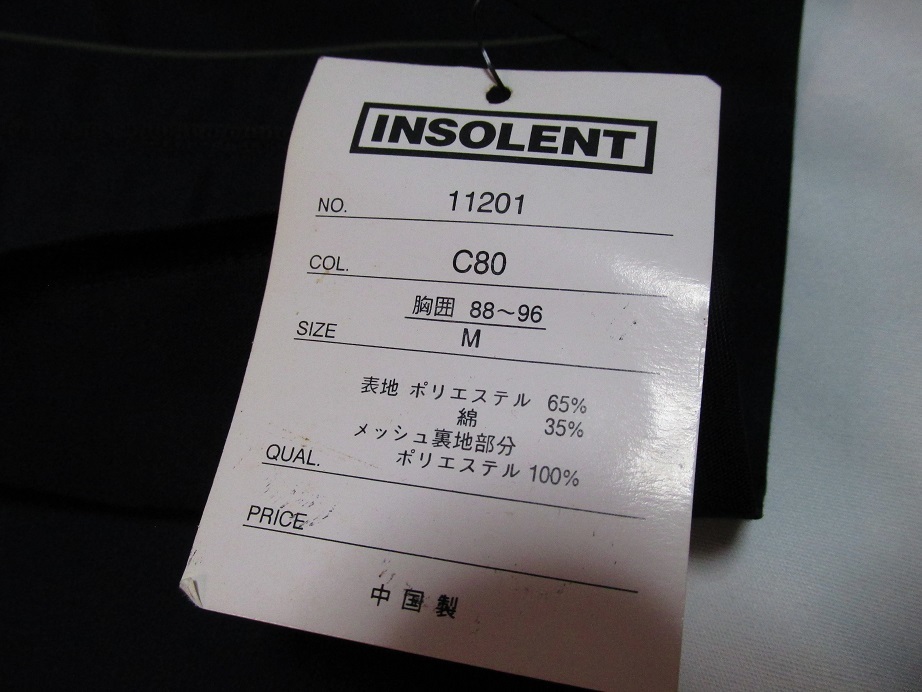 INSOLENT
NO. 11201
COL. C80
胸囲 88〜96
SIZE M
表地 ポリエステル 65%
綿 35%
メッシュ裏地部分
QUAL. ポリエステル 100%
PRICE
中国製